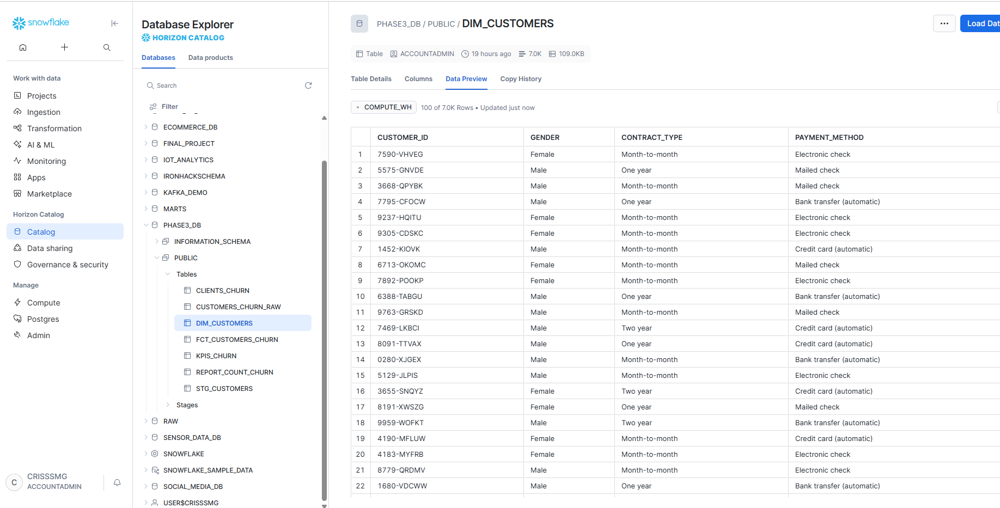 snowflake
Work with data
Projects
Ingestion
Transformation
AI & ML
Monitoring
Apps
Marketplace
Horizon Catalog
Catalog
Data sharing
Governance & security
Manage
Compute
Postgres
Admin
C
CRISSSMG
ACCOUNTADMIN
Database Explorer
HORIZON CATALOG
Databases Data products
Search
Filter
ECOMMERCE_DB
FINAL_PROJECT
IOT_ANALYTICS
IRONHACKSCHEMA
KAFKA_DEMO
MARTS
PHASE3_DB
INFORMATION_SCHEMA
PUBLIC
Tables
CLIENTS_CHURN
CUSTOMERS_CHURN_RAW
DIM_CUSTOMERS
FCT_CUSTOMERS_CHURN
KPIS_CHURN
REPORT_COUNT_CHURN
STG_CUSTOMERS
Stages
RAW
SENSOR_DATA_DB
SNOWFLAKE
SNOWFLAKE_SAMPLE_DATA
SOCIAL_MEDIA_DB
USER$CRISSSMG
PHASE3_DB / PUBLIC / DIM_CUSTOMERS
... Load Dat
Table ACCOUNTADMIN 19 hours ago 7.0K 109.0KB
Table Details Columns Data Preview Copy History
COMPUTE_WH 100 of 7.0K Rows • Updated just now
CUSTOMER_ID GENDER CONTRACT_TYPE PAYMENT_METHOD
1 7590-VHVEG Female Month-to-month Electronic check
2 5575-GNVDE Male One year Mailed check
3 3668-QPYBK Male Month-to-month Mailed check
4 7795-CFOCW Male One year Bank transfer (automatic)
5 9237-HQITU Female Month-to-month Electronic check
6 9305-CDSKC Female Month-to-month Electronic check
7 1452-KIOVK Male Month-to-month Credit card (automatic)
8 6713-OKOMC Female Month-to-month Mailed check
9 7892-POOKP Female Month-to-month Electronic check
10 6388-TABGU Male One year Bank transfer (automatic)
11 9763-GRSKD Male Month-to-month Mailed check
12 7469-LKBCI Male Two year Credit card (automatic)
13 8091-TTVAX Male One year Credit card (automatic)
14 0280-XJGEX Male Month-to-month Bank transfer (automatic)
15 5129-JLPIS Male Month-to-month Electronic check
16 3655-SNQYZ Female Two year Credit card (automatic)
17 8191-XWSZG Female One year Mailed check
18 9959-WOFKT Male Two year Bank transfer (automatic)
19 4190-MFLUW Female Month-to-month Credit card (automatic)
20 4183-MYFRB Female Month-to-month Electronic check
21 8779-QRDMV Male Month-to-month Electronic check
22 1680-VDCWW Male One year Bank transfer (automatic)